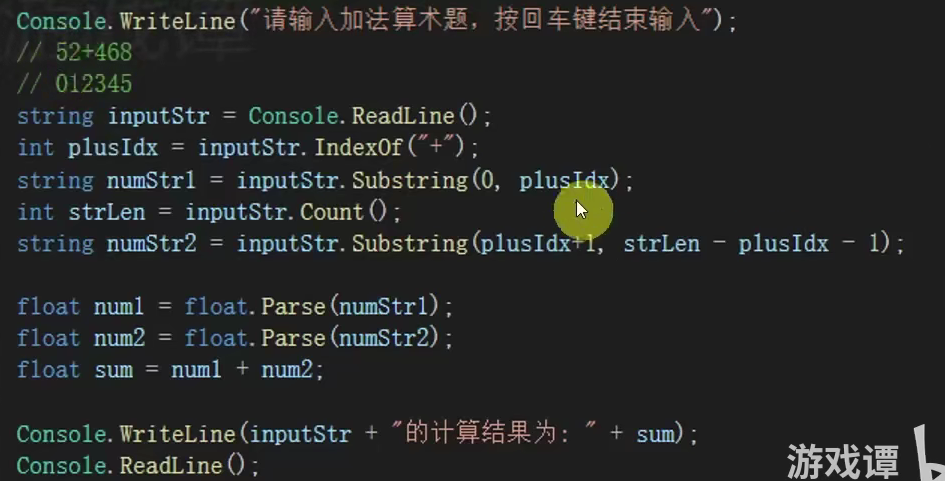 Console.WriteLine("请输入加法算术题，按回车键结束输入");
// 52+468
// 012345
string inputStr = Console.ReadLine();
int plusIdx = inputStr.IndexOf("+");
string numStr1 = inputStr.Substring(0, plusIdx);
int strLen = inputStr.Count();
string numStr2 = inputStr.Substring(plusIdx+1, strLen - plusIdx - 1);
float num1 = float.Parse(numStr1);
float num2 = float.Parse(numStr2);
float sum = num1 + num2;
Console.WriteLine(inputStr + "的计算结果为: " + sum);
Console.ReadLine();
游戏谭